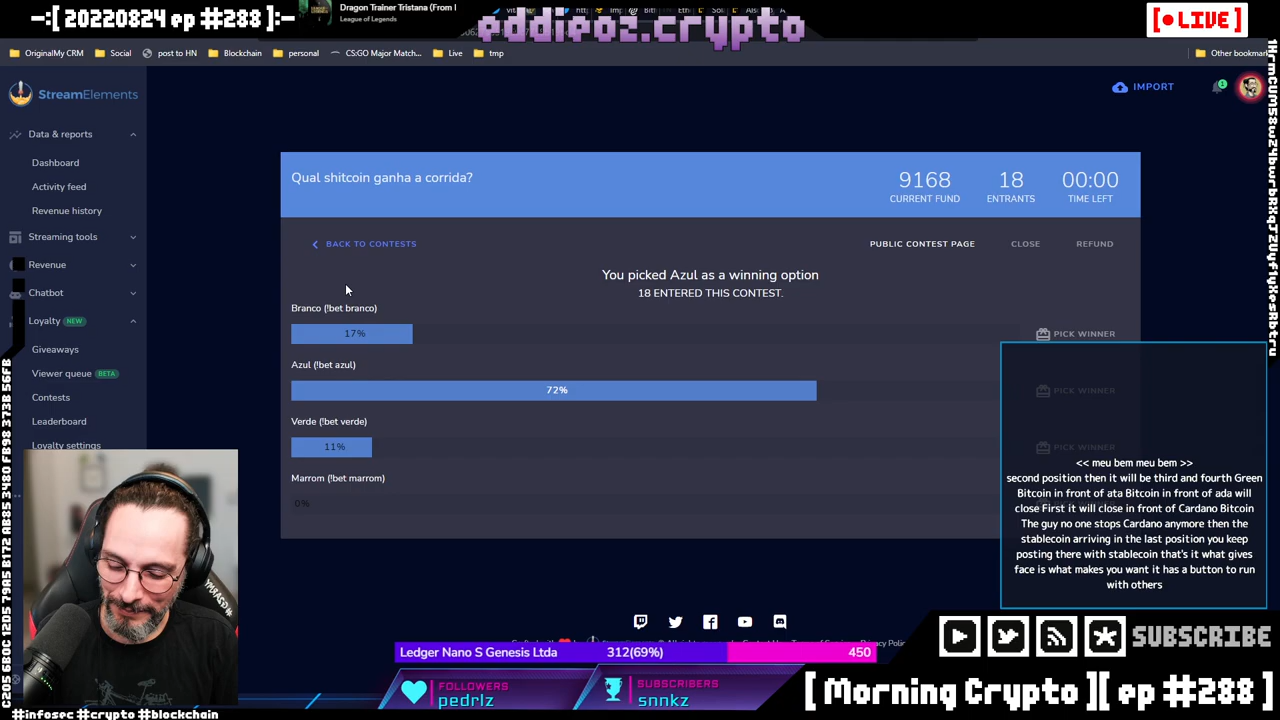 :-[ 20220824 ep #288 ]:-
Dragon Trainer Tristana (From L
League of Legends
eddieoz.crypto
[●LIVE]
OriginalMy CRM
Social
post to HN
Blockchain
personal
CS:GO Major Match...
Live
tmp
Other bookmar
StreamElements
IMPORT
1
Data & reports
Dashboard
Activity feed
Revenue history
Streaming tools
Revenue
Chatbot
Loyalty NEW
Giveaways
Viewer queue BETA
Contests
Leaderboard
Loyalty settings
Qual shitcoin ganha a corrida?
9168
CURRENT FUND
18
ENTRANTS
00:00
TIME LEFT
BACK TO CONTESTS
PUBLIC CONTEST PAGE
CLOSE
REFUND
You picked Azul as a winning option
18 ENTERED THIS CONTEST.
Branco (!bet branco)
17%
PICK WINNER
Azul (!bet azul)
72%
PICK WINNER
Verde (!bet verde)
11%
PICK WINNER
Marrom (!bet marrom)
0%
<< meu bem meu bem >>
second position then it will be third and fourth Green
Bitcoin in front of ata Bitcoin in front of ada will
close First it will close in front of Cardano Bitcoin
The guy no one stops Cardano anymore then the
stablecoin arriving in the last position you keep
posting there with stablecoin that's it what gives
face is what makes you want it has a button to run
with others
Ledger Nano S Genesis Ltda
312(69%)
450
FOLLOWERS
pedrlz
SUBSCRIBERS
snnkz
SUBSCRIBE
[ Morning Crypto ][ ep #288 ]
#infosec #crypto #blockchain